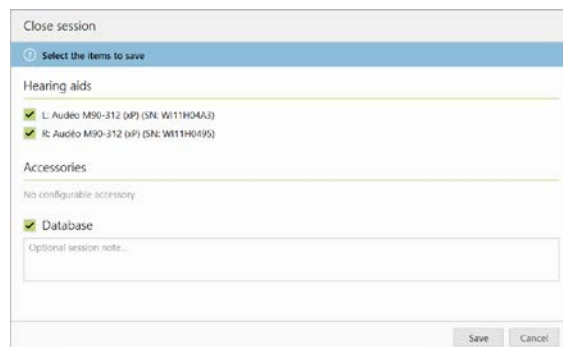 Close session
Select the items to save
Hearing aids
L: Audéo M90-312 (xP) (SN: WI11H04A3)
R: Audéo M90-312 (xP) (SN: WI11H0495)
Accessories
No configurable accessory
Database
Optional session note...
Save Cancel